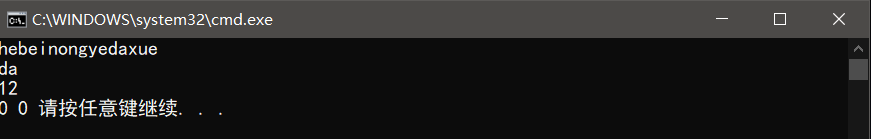 C:\WINDOWS\system32\cmd.exe
hebeinongyedaxue
da
12
0 0 请按任意键继续. . .